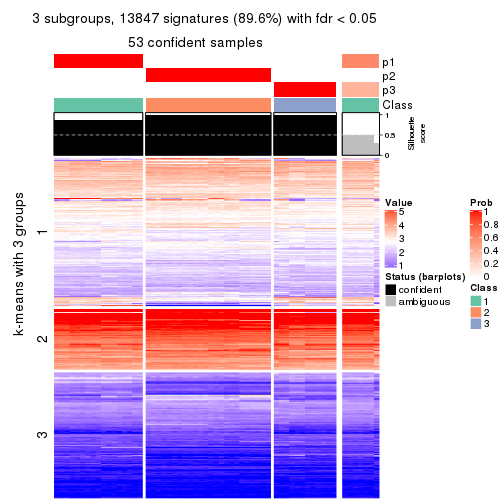 3 subgroups, 13847 signatures (89.6%) with fdr < 0.05
53 confident samples
p1
p2
p3
Class
1
0.5
0
Silhouette
score
k-means with 3 groups
1
2
3
Value
5
4
3
2
1
Status (barplots)
confident
ambiguous
Prob
1
0.8
0.6
0.4
0.2
0
Class
1
2
3